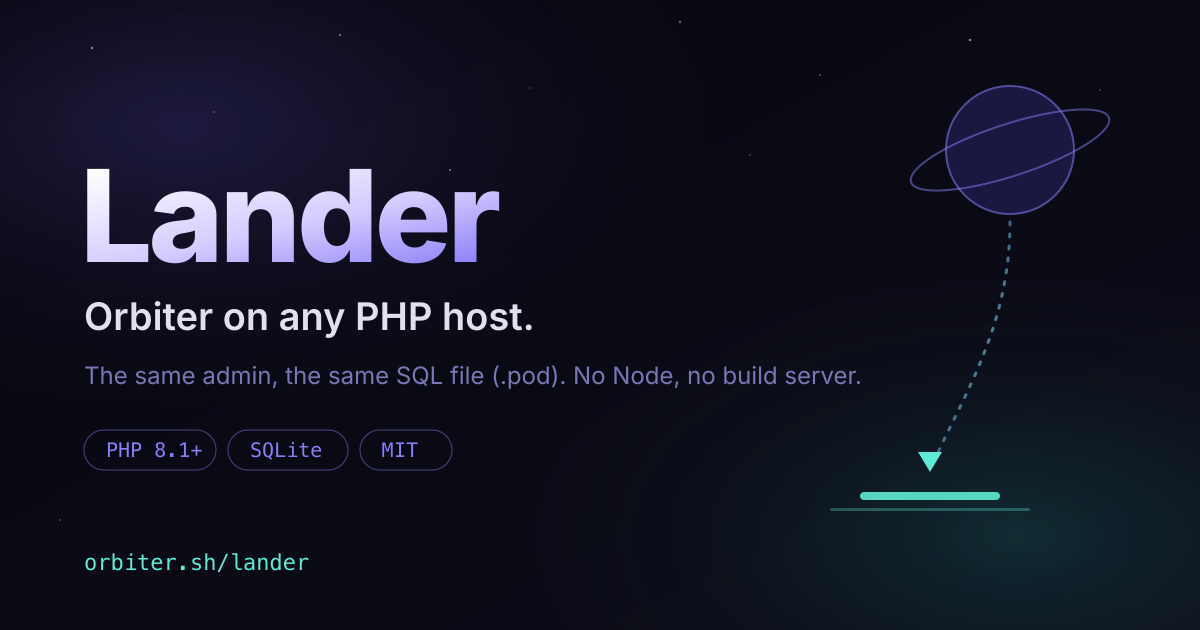 Lander
Orbiter on any PHP host.
The same admin, the same SQL file (.pod). No Node, no build server.
PHP 8.1+ SQLite MIT
orbiter.sh/lander